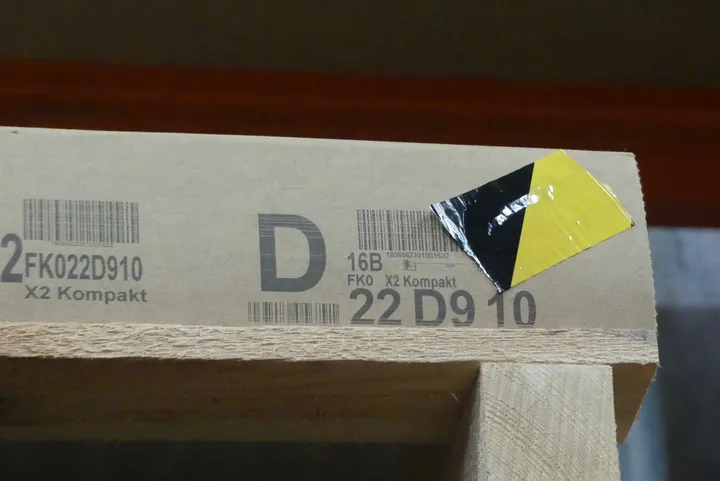 2FK022D910
X2 Kompakt
D
16B
FK0 X2 Kompakt
22 D9 10